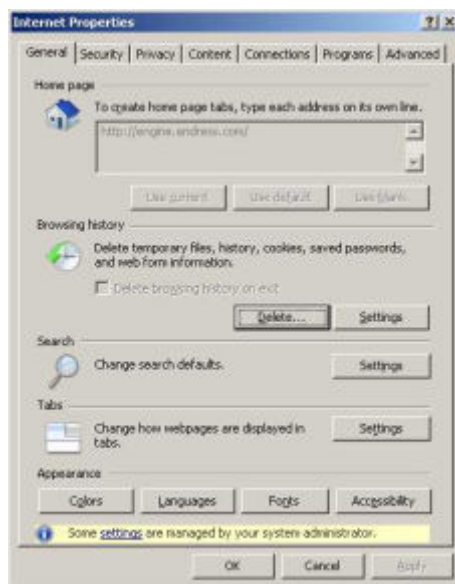 Internet Properties
General Security Privacy Content Connections Programs Advanced
Home page
To create home page tabs, type each address on its own line.
http://engine.endress.com/
Use current Use default Use blank
Browsing history
Delete temporary files, history, cookies, saved passwords,
and web form information.
Delete browsing history on exit
Delete... Settings
Search
Change search defaults.
Settings
Tabs
Change how webpages are displayed in
tabs.
Settings
Appearance
Colors Languages Fonts Accessibility
Some settings are managed by your system administrator.
OK Cancel Apply